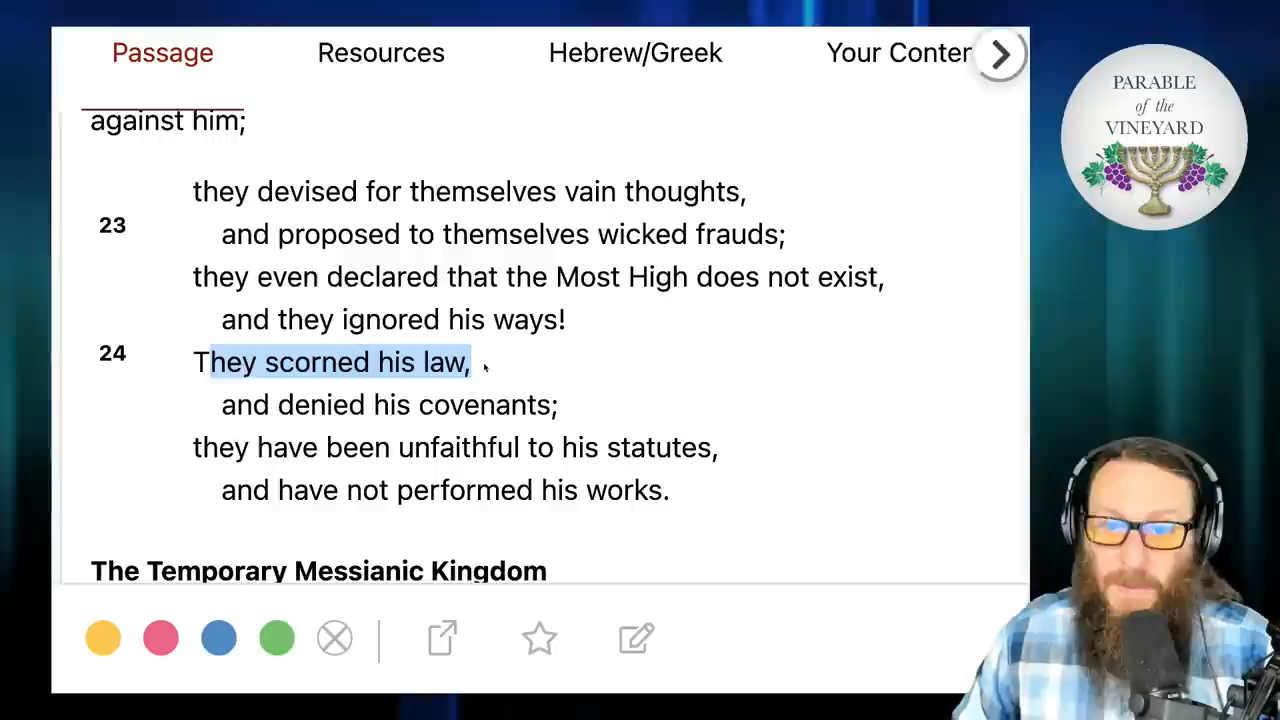 Passage
Resources
Hebrew/Greek
Your Conten
against him;
they devised for themselves vain thoughts,
23
and proposed to themselves wicked frauds;
they even declared that the Most High does not exist,
and they ignored his ways!
24
They scorned his law,
and denied his covenants;
they have been unfaithful to his statutes,
and have not performed his works.
The Temporary Messianic Kingdom
PARABLE
of the
VINEYARD